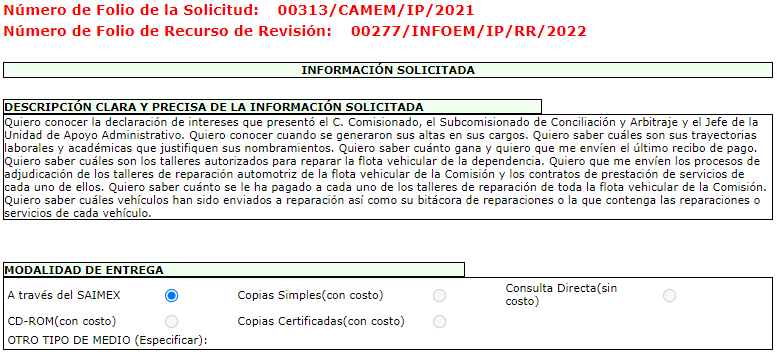 Número de Folio de la Solicitud: 00313/CAMEM/IP/2021
Número de Folio de Recurso de Revisión: 00277/INFOEM/IP/RR/2022
INFORMACIÓN SOLICITADA
DESCRIPCIÓN CLARA Y PRECISA DE LA INFORMACIÓN SOLICITADA
Quiero conocer la declaración de intereses que presentó el C. Comisionado, el Subcomisionado de Conciliación y Arbitraje y el Jefe de la
Unidad de Apoyo Administrativo. Quiero conocer cuando se generaron sus altas en sus cargos. Quiero saber cuáles son sus trayectorias
laborales y académicas que justifiquen sus nombramientos. Quiero saber cuánto gana y quiero que me envíen el último recibo de pago.
Quiero saber cuáles son los talleres autorizados para reparar la flota vehicular de la dependencia. Quiero que me envíen los procesos de
adjudicación de los talleres de reparación automotriz de la flota vehicular de la Comisión y los contratos de prestación de servicios de
cada uno de ellos. Quiero saber cuánto se le ha pagado a cada uno de los talleres de reparación de toda la flota vehicular de la Comisión.
Quiero saber cuáles vehículos han sido enviados a reparación así como su bitácora de reparaciones o la que contenga las reparaciones o
servicios de cada vehículo.
MODALIDAD DE ENTREGA
A través del SAIMEX Copias Simples(con costo) Consulta Directa(sin
costo)
CD-ROM(con costo) Copias Certificadas(con costo)
OTRO TIPO DE MEDIO (Especificar):